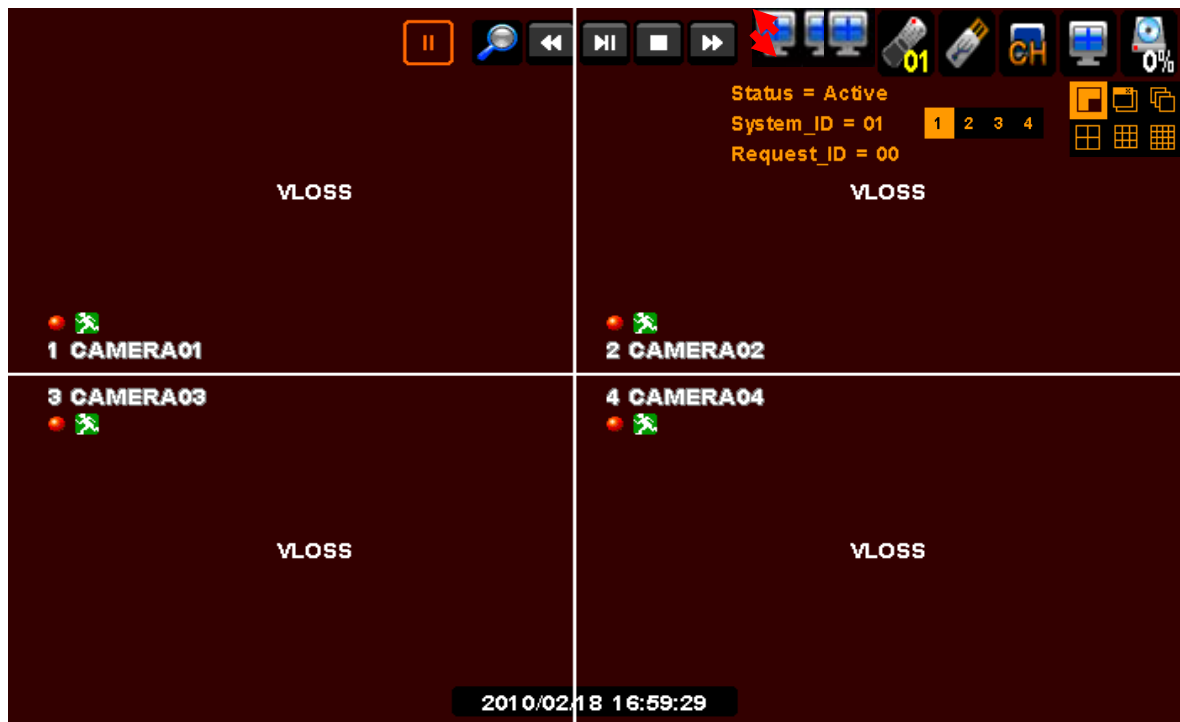 01
CH
0%
Status = Active
System_ID = 01
1 2 3 4
Request_ID = 00
VLOSS
VLOSS
1 CAMERA01
2 CAMERA02
3 CAMERA03
4 CAMERA04
VLOSS
VLOSS
2010/02/18 16:59:29